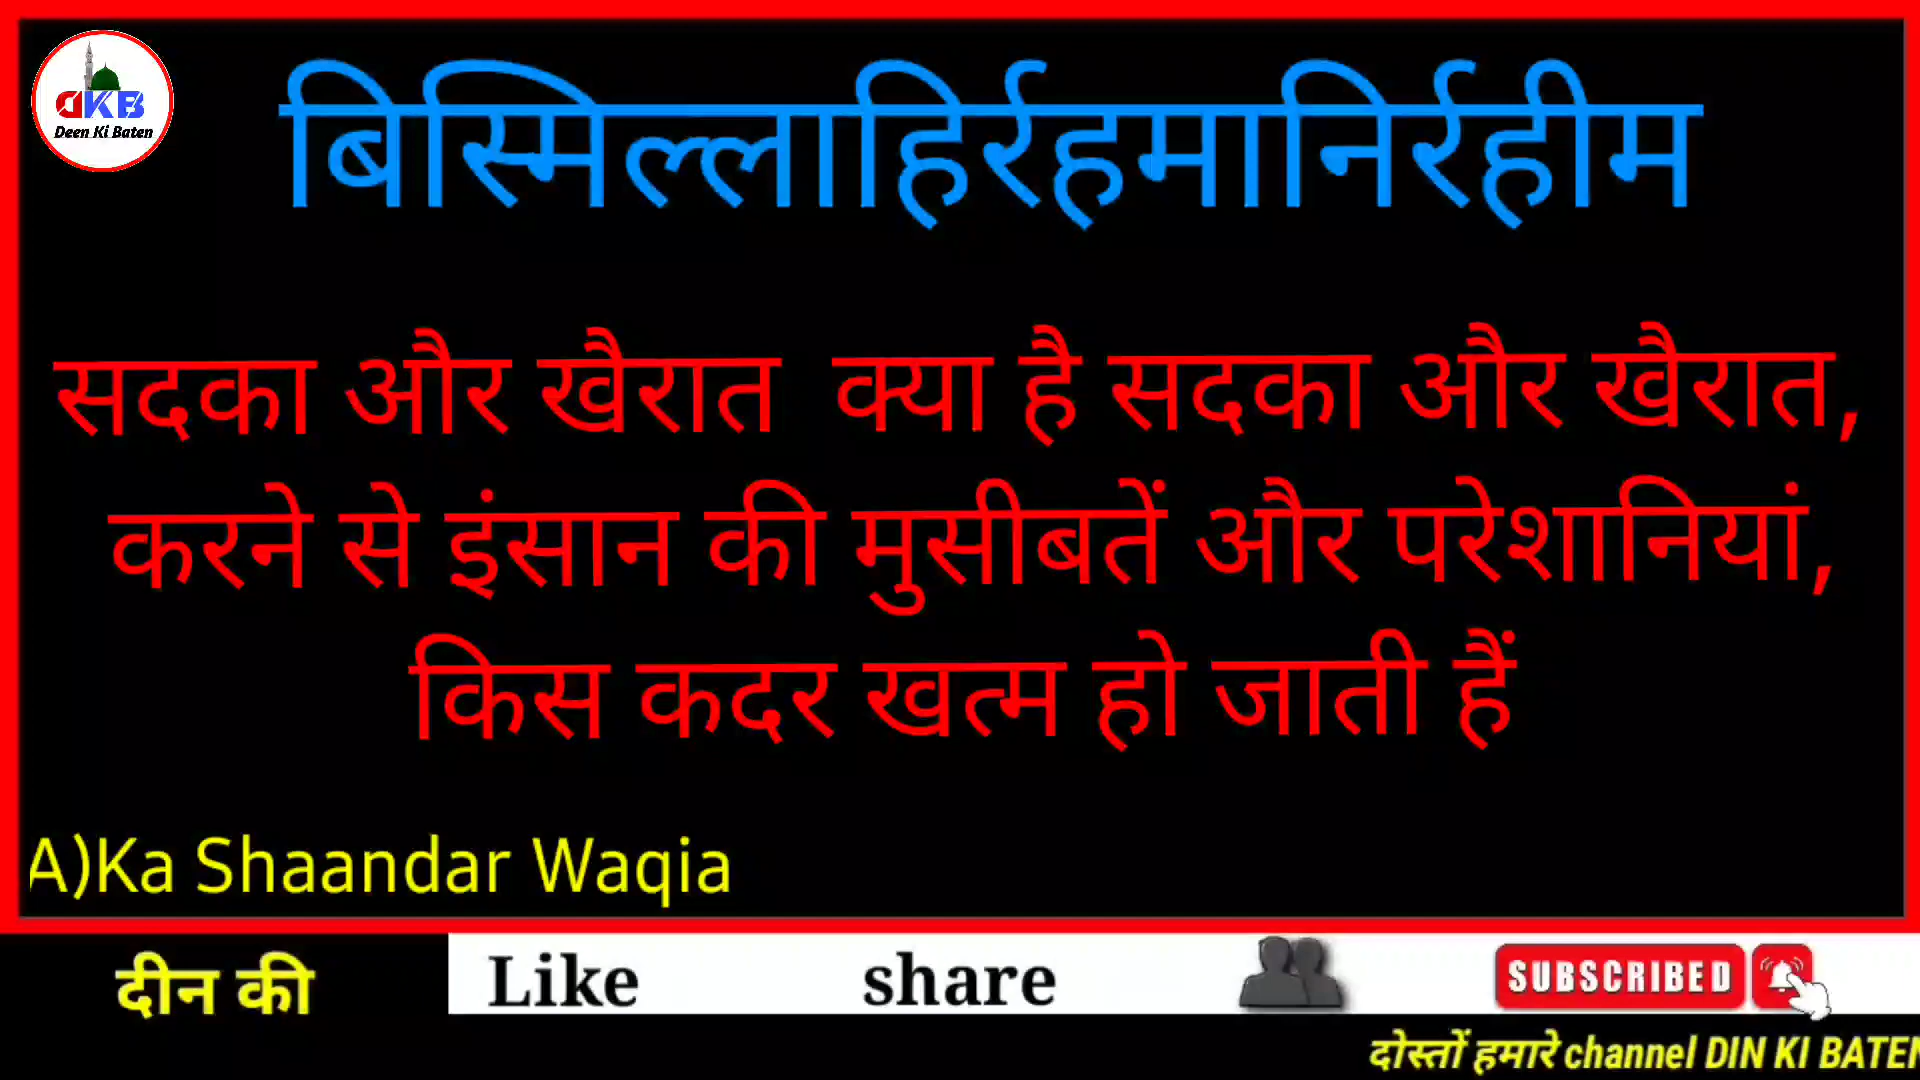 DKB
Deen Ki Baten
बिस्मिल्लाहिर्रहमानिर्रहीम
सदका और खैरात क्या है सदका और खैरात,
करने से इंसान की मुसीबतें और परेशानियां,
किस कदर खत्म हो जाती हैं
A)Ka Shaandar Waqia
दीन की
Like share
SUBSCRIBED
दोस्तों हमारे channel DIN KI BATEN